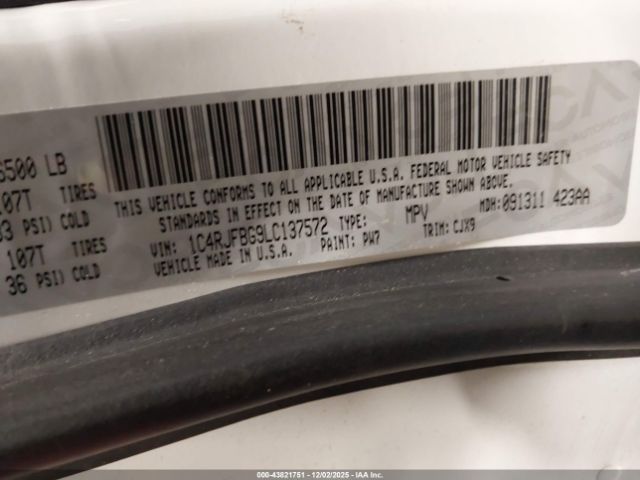 6500 LB
107T TIRES
33 PSI) COLD
107T TIRES
36 PSI) COLD
THIS VEHICLE CONFORMS TO ALL APPLICABLE U.S.A. FEDERAL MOTOR VEHICLE SAFETY
STANDARDS IN EFFECT ON THE DATE OF MANUFACTURE SHOWN ABOVE.
VIN: 1C4RJFBG9LC137572 TYPE: MPV MDH:091311 423AA
VEHICLE MADE IN U.S.A. PAINT: PW7 TRIM: CJX9
000-43821751 - 12/02/2025 - IAA Inc.